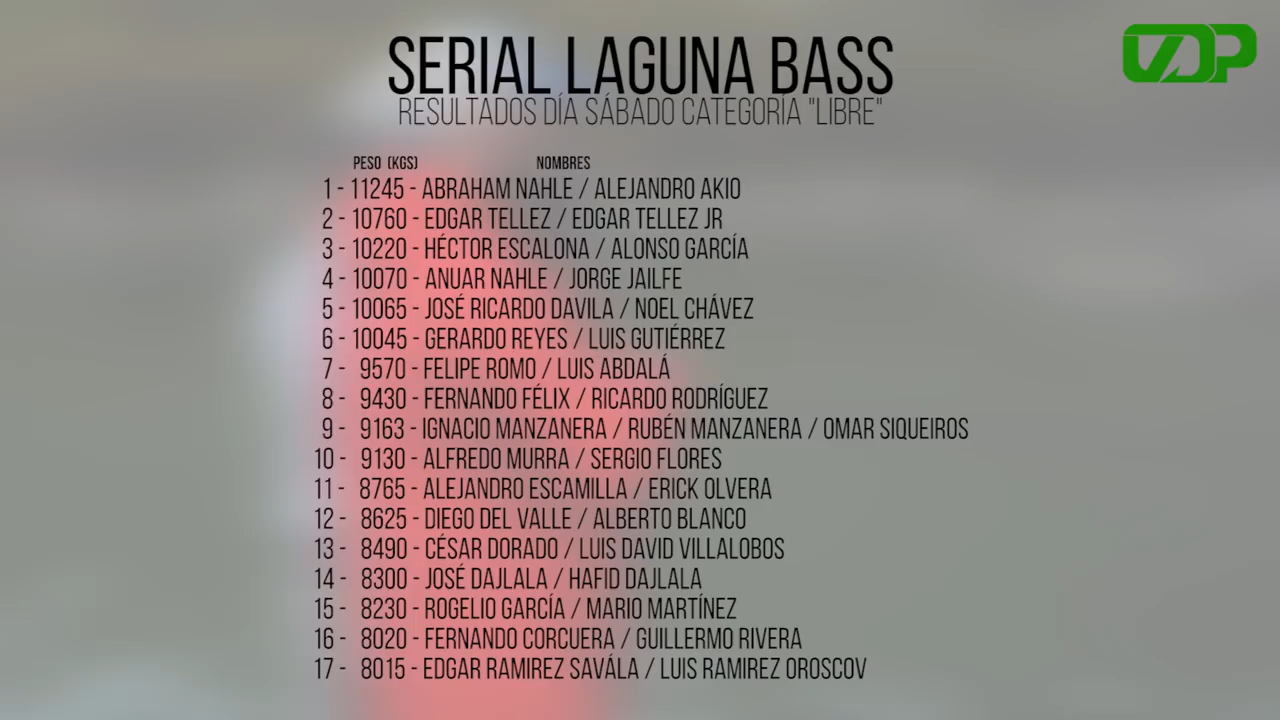 VDP
SERIAL LAGUNA BASS
RESULTADOS DÍA SÁBADO CATEGORÍA "LIBRE"
PESO (KGS) NOMBRES
1 - 11245 - ABRAHAM NAHLE / ALEJANDRO AKIO
2 - 10760 - EDGAR TELLEZ / EDGAR TELLEZ JR
3 - 10220 - HÉCTOR ESCALONA / ALONSO GARCÍA
4 - 10070 - ANUAR NAHLE / JORGE JAILFE
5 - 10065 - JOSÉ RICARDO DAVILA / NOEL CHÁVEZ
6 - 10045 - GERARDO REYES / LUIS GUTIÉRREZ
7 - 9570 - FELIPE ROMO / LUIS ABDALÁ
8 - 9430 - FERNANDO FÉLIX / RICARDO RODRÍGUEZ
9 - 9163 - IGNACIO MANZANERA / RUBÉN MANZANERA / OMAR SIQUEIROS
10 - 9130 - ALFREDO MURRA / SERGIO FLORES
11 - 8765 - ALEJANDRO ESCAMILLA / ERICK OLVERA
12 - 8625 - DIEGO DEL VALLE / ALBERTO BLANCO
13 - 8490 - CÉSAR DORADO / LUIS DAVID VILLALOBOS
14 - 8300 - JOSÉ DAJLALA / HAFID DAJLALA
15 - 8230 - ROGELIO GARCÍA / MARIO MARTÍNEZ
16 - 8020 - FERNANDO CORCUERA / GUILLERMO RIVERA
17 - 8015 - EDGAR RAMIREZ SAVÁLA / LUIS RAMIREZ OROSCOV